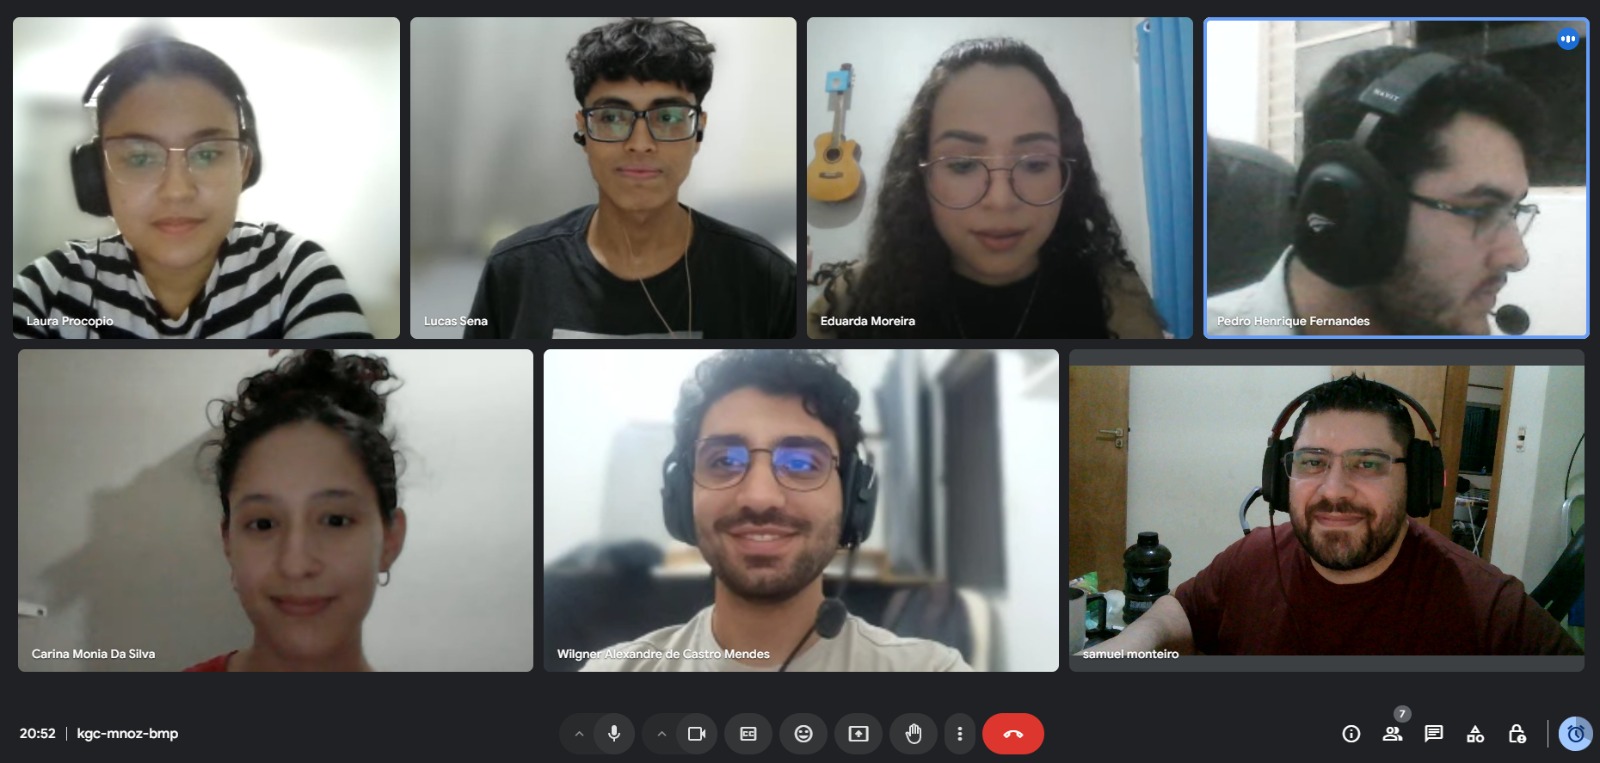 Laura Procopio
Lucas Sena
Eduarda Moreira
Pedro Henrique Fernandes
Carina Monia Da Silva
Wilgner Alexandre de Castro Mendes
samuel monteiro
20:52 | kgc-mnoz-bmp
CC
7